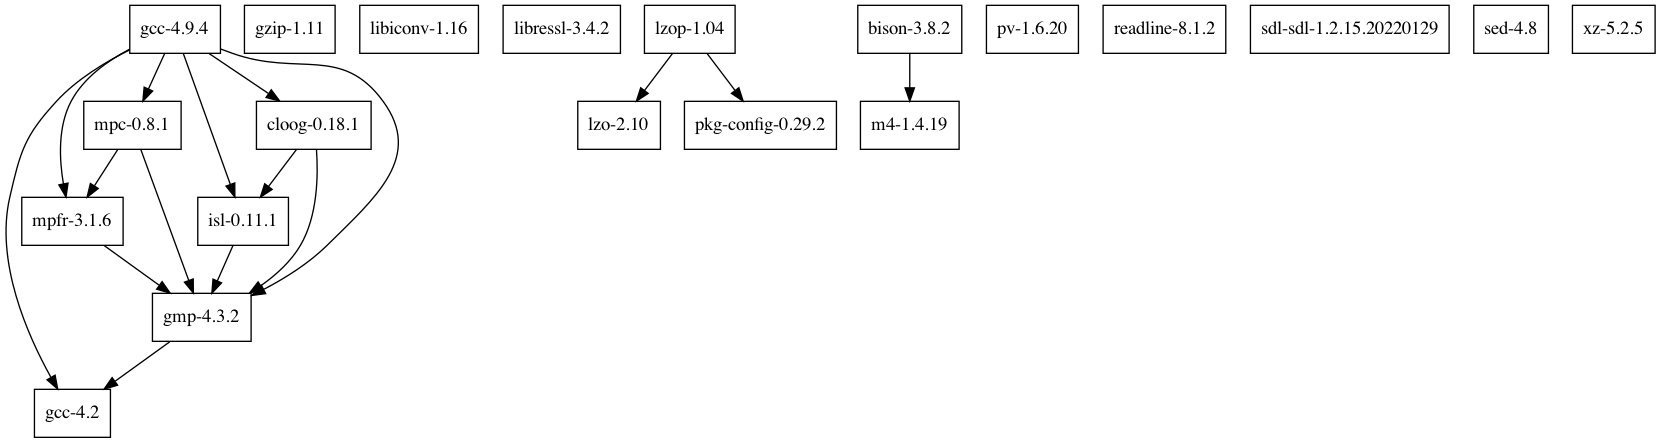 gcc-4.9.4
gzip-1.11
libiconv-1.16
libressl-3.4.2
lzop-1.04
bison-3.8.2
pv-1.6.20
readline-8.1.2
sdl-sdl-1.2.15.20220129
sed-4.8
xz-5.2.5
mpc-0.8.1
cloog-0.18.1
lzo-2.10
pkg-config-0.29.2
m4-1.4.19
mpfr-3.1.6
isl-0.11.1
gmp-4.3.2
gcc-4.2